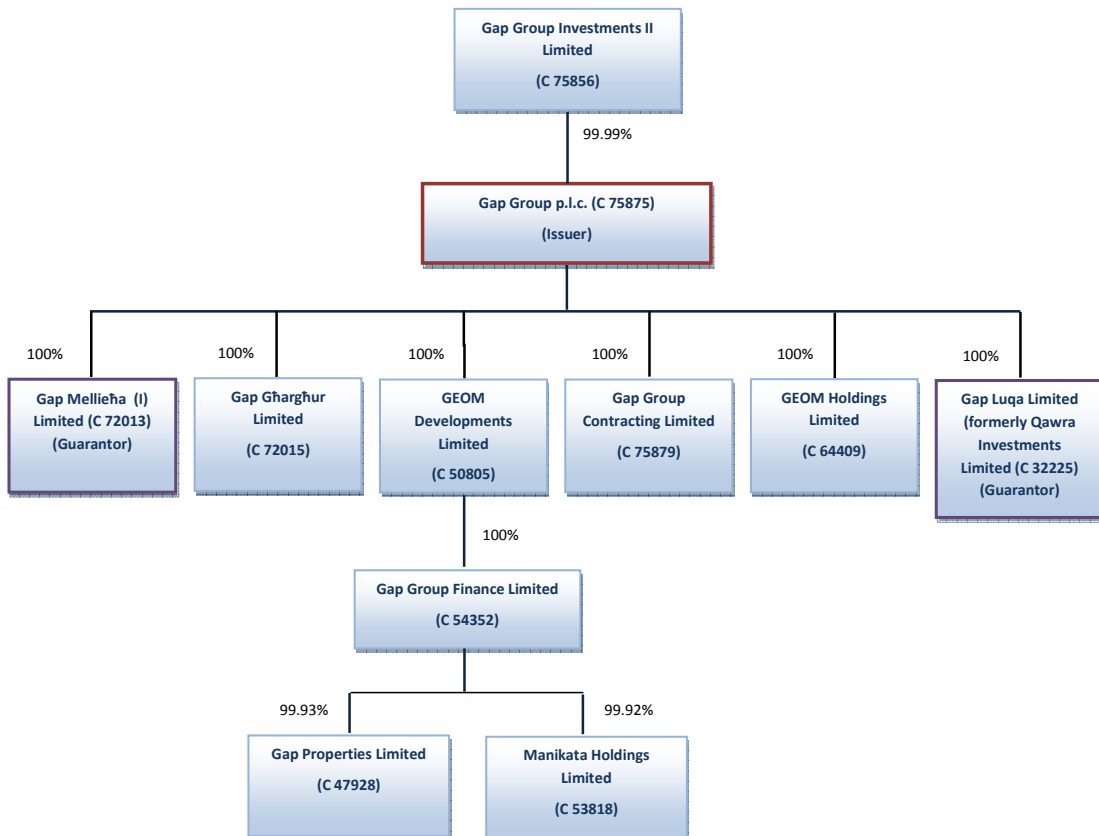 Gap Group Investments II
Limited
(C 75856)
99.99%
Gap Group p.l.c. (C 75875)
(Issuer)
100%
100%
100%
100%
100%
100%
Gap Mellieħa (I)
Limited (C 72013)
(Guarantor)
Gap Għargħur
Limited
(C 72015)
GEOM
Developments
Limited
(C 50805)
Gap Group
Contracting Limited
(C 75879)
GEOM Holdings
Limited
(C 64409)
Gap Luqa Limited
(formerly Qawra
Investments
Limited (C 32225)
(Guarantor)
100%
Gap Group Finance Limited
(C 54352)
99.93%
99.92%
Gap Properties Limited
(C 47928)
Manikata Holdings
Limited
(C 53818)